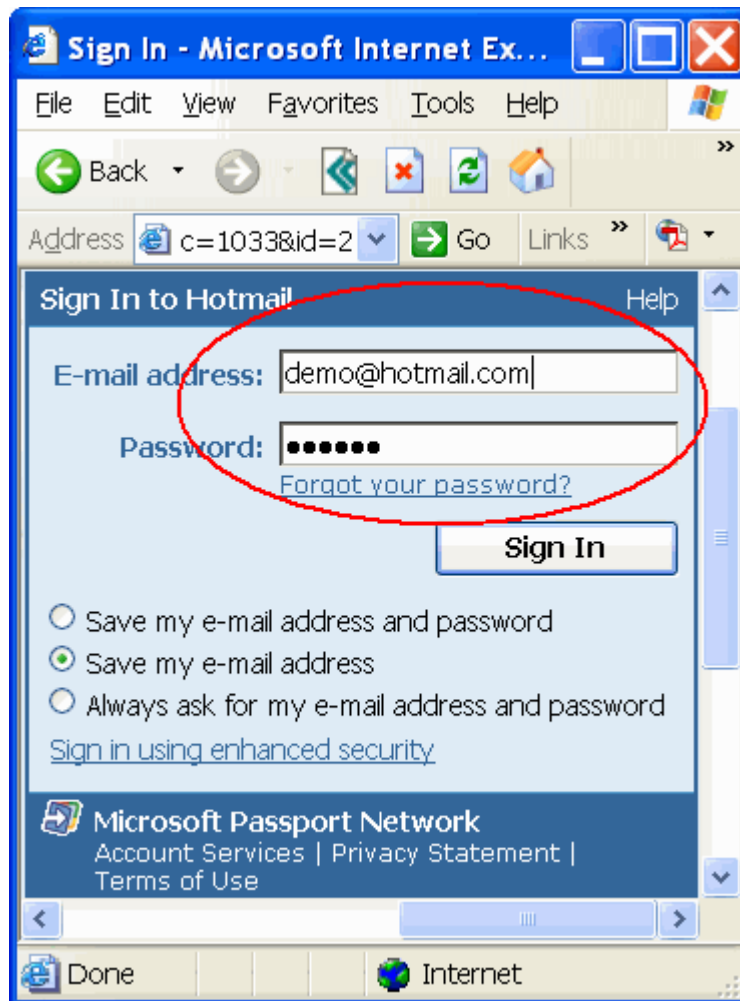 Sign In - Microsoft Internet Ex...
File Edit View Favorites Tools Help
Back »
Address c=1033&id=2 Go Links »
Sign In to Hotmail Help
E-mail address: demo@hotmail.com
Password: ●●●●●●
Forgot your password?
Sign In
Save my e-mail address and password
Save my e-mail address
Always ask for my e-mail address and password
Sign in using enhanced security
Microsoft Passport Network
Account Services | Privacy Statement |
Terms of Use
Done Internet